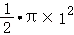 1/2 • π × 1²